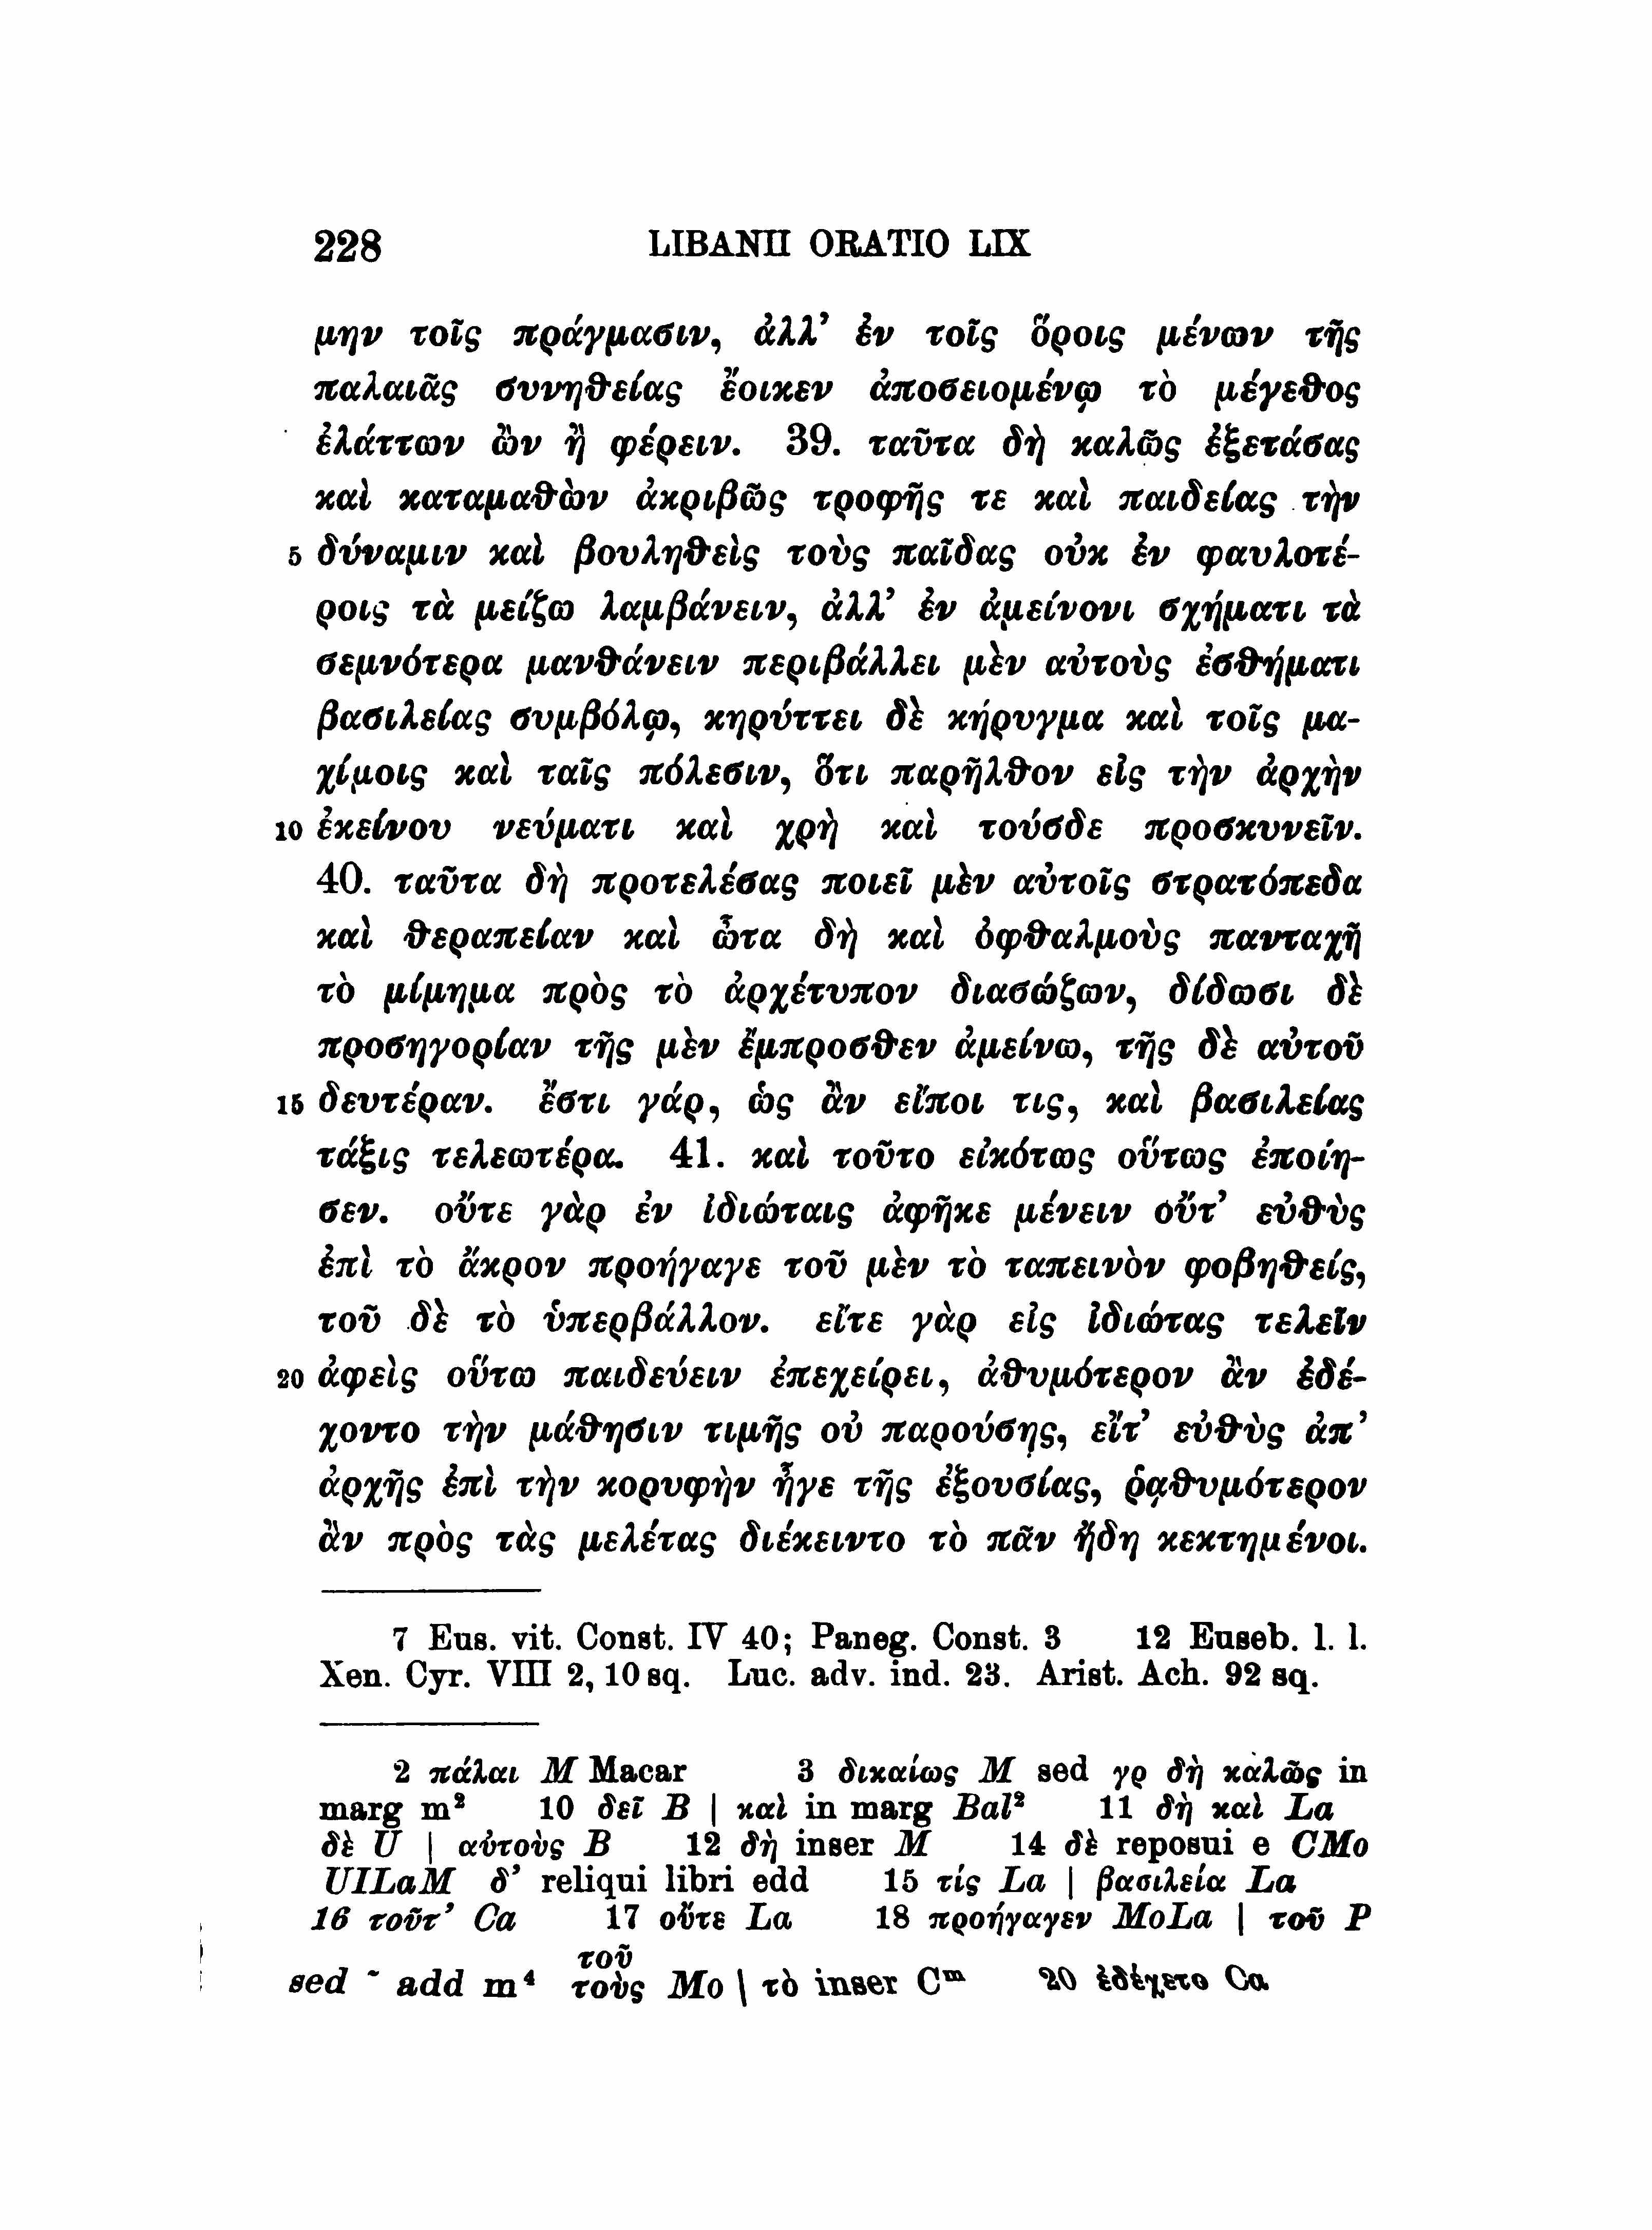 228 LIBANII ORATIO LIX
μην τοῖς πράγμασιν, ἀλλ’ ἐν τοῖς ὅροις μένων τῆς
παλαιᾶς συνηθείας ἔοικεν ἀποσειομένῳ τὸ μέγεθος
ἐλάττων ὢν ἢ φέρειν. 39. ταῦτα δὴ καλῶς ἐξετάσας
καὶ καταμαθὼν ἀκριβῶς τροφῆς τε καὶ παιδείας τὴν
5 δύναμιν καὶ βουληθεὶς τοὺς παῖδας οὐκ ἐν φαυλοτέ-
ροις τὰ μείζω λαμβάνειν, ἀλλ’ ἐν ἀμείνονι σχήματι τὰ
σεμνότερα μανθάνειν περιβάλλει μὲν αὐτοὺς ἐσθήματι
βασιλείας συμβόλῳ, κηρύττει δὲ κήρυγμα καὶ τοῖς μα-
χίμοις καὶ ταῖς πόλεσιν, ὅτι παρῆλθον εἰς τὴν ἀρχὴν
10 ἐκείνου νεύματι καὶ χρὴ καὶ τούσδε προσκυνεῖν.
40. ταῦτα δὴ προτελέσας ποιεῖ μὲν αὐτοῖς στρατόπεδα
καὶ θεραπείαν καὶ ὦτα δὴ καὶ ὀφθαλμοὺς πανταχῆ
τὸ μίμημα πρὸς τὸ ἀρχέτυπον διασώζων, δίδωσι δὲ
προσηγορίαν τῆς μὲν ἔμπροσθεν ἀμείνω, τῆς δὲ αὐτοῦ
15 δευτέραν. ἔστι γάρ, ὡς ἂν εἴποι τις, καὶ βασιλείας
τάξις τελεωτέρα. 41. καὶ τοῦτο εἰκότως οὕτως ἐποίη-
σεν. οὔτε γὰρ ἐν ἰδιώταις ἀφῆκε μένειν οὔτ’ εὐθὺς
ἐπὶ τὸ ἄκρον προήγαγε τοῦ μὲν τὸ ταπεινὸν φοβηθείς,
τοῦ δὲ τὸ ὑπερβάλλον. εἴτε γὰρ εἰς ἰδιώτας τελεῖν
20 ἀφεὶς οὕτω παιδεύειν ἐπεχείρει, ἀθυμότερον ἂν ἐδέ-
χοντο τὴν μάθησιν τιμῆς οὐ παρούσης, εἴτ’ εὐθὺς ἀπ’
ἀρχῆς ἐπὶ τὴν κορυφὴν ἦγε τῆς ἐξουσίας, ῥᾳθυμότερον
ἂν πρὸς τὰς μελέτας διέκειντο τὸ πᾶν ἤδη κεκτημένοι.
7 Eus. vit. Const. IV 40; Paneg. Const. 3 12 Euseb. l. l.
Xen. Cyr. VIII 2, 10 sq. Luc. adv. ind. 23. Arist. Ach. 92 sq.
2 πάλαι M Macar 3 δικαίως M sed γρ δὴ καλῶς in
marg m² 10 δεῖ B | καὶ in marg Bal² 11 δὴ καὶ La
δὲ U | αὐτοὺς B 12 δὴ inser M 14 δὲ reposui e CMo
UILaM δ’ reliqui libri edd 15 τίς La | βασιλεία La
16 τοῦτ’ Ca 17 οὔτε La 18 προήγαγεν MoLa | τοῦ P
τοῦ
sed ˜ add m⁴ τοὺς Mo | τὸ inser Cᵐ 20 ἐδέχετο Ca